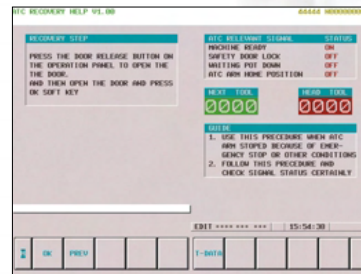 ATC RECOVERY HELP V1.00
RECOVERY STEP
PRESS THE DOOR RELEASE BUTTON ON
THE OPERATION PANEL TO OPEN THE
THE DOOR.
AND THEN OPEN THE DOOR AND PRESS
OK SOFT KEY
ATC RELEVANT SIGNAL STATUS
MACHINE READY ON
SAFETY DOOR LOCK OFF
WAITING POT DOWN OFF
ATC ARM HOME POSITION OFF
NEXT TOOL HEAD TOOL
0000 0000
GUIDE
1. USE THIS PRECEDURE WHEN ATC
ARM STOPED BECAUSE OF EMER-
GENCY STOP OR OTHER CONDITIONS
2. FOLLOW THIS PRECEDURE AND
CHECK SIGNAL STATUS CERTAINLY
EDIT **** *** *** 15:54:30
OK PREV T-DATA